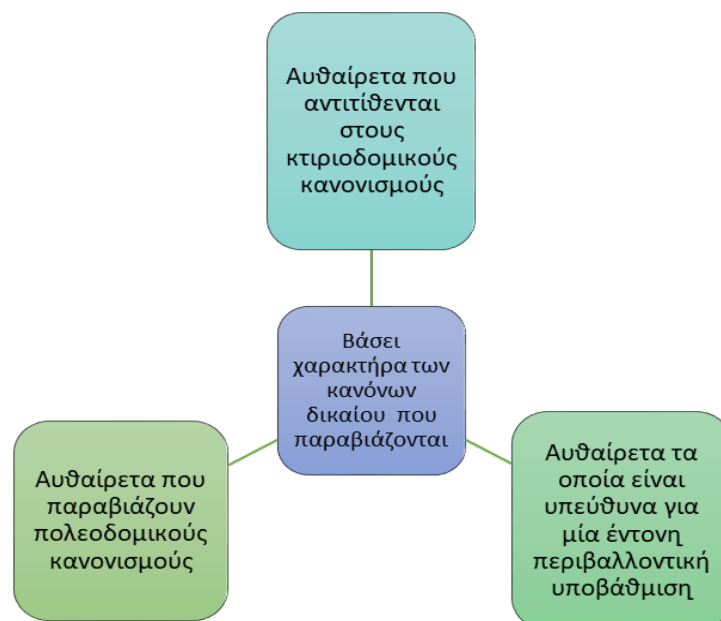 Αυθαίρετα που
αντιτίθενται
στους
κτιριοδομικούς
κανονισμούς
Βάσει
χαρακτήρα των
κανόνων
δικαίου που
παραβιάζονται
Αυθαίρετα που
παραβιάζουν
πολεοδομικούς
κανονισμούς
Αυθαίρετα τα
οποία είναι
υπεύθυνα για
μία έντονη
περιβαλλοντική
υποβάθμιση